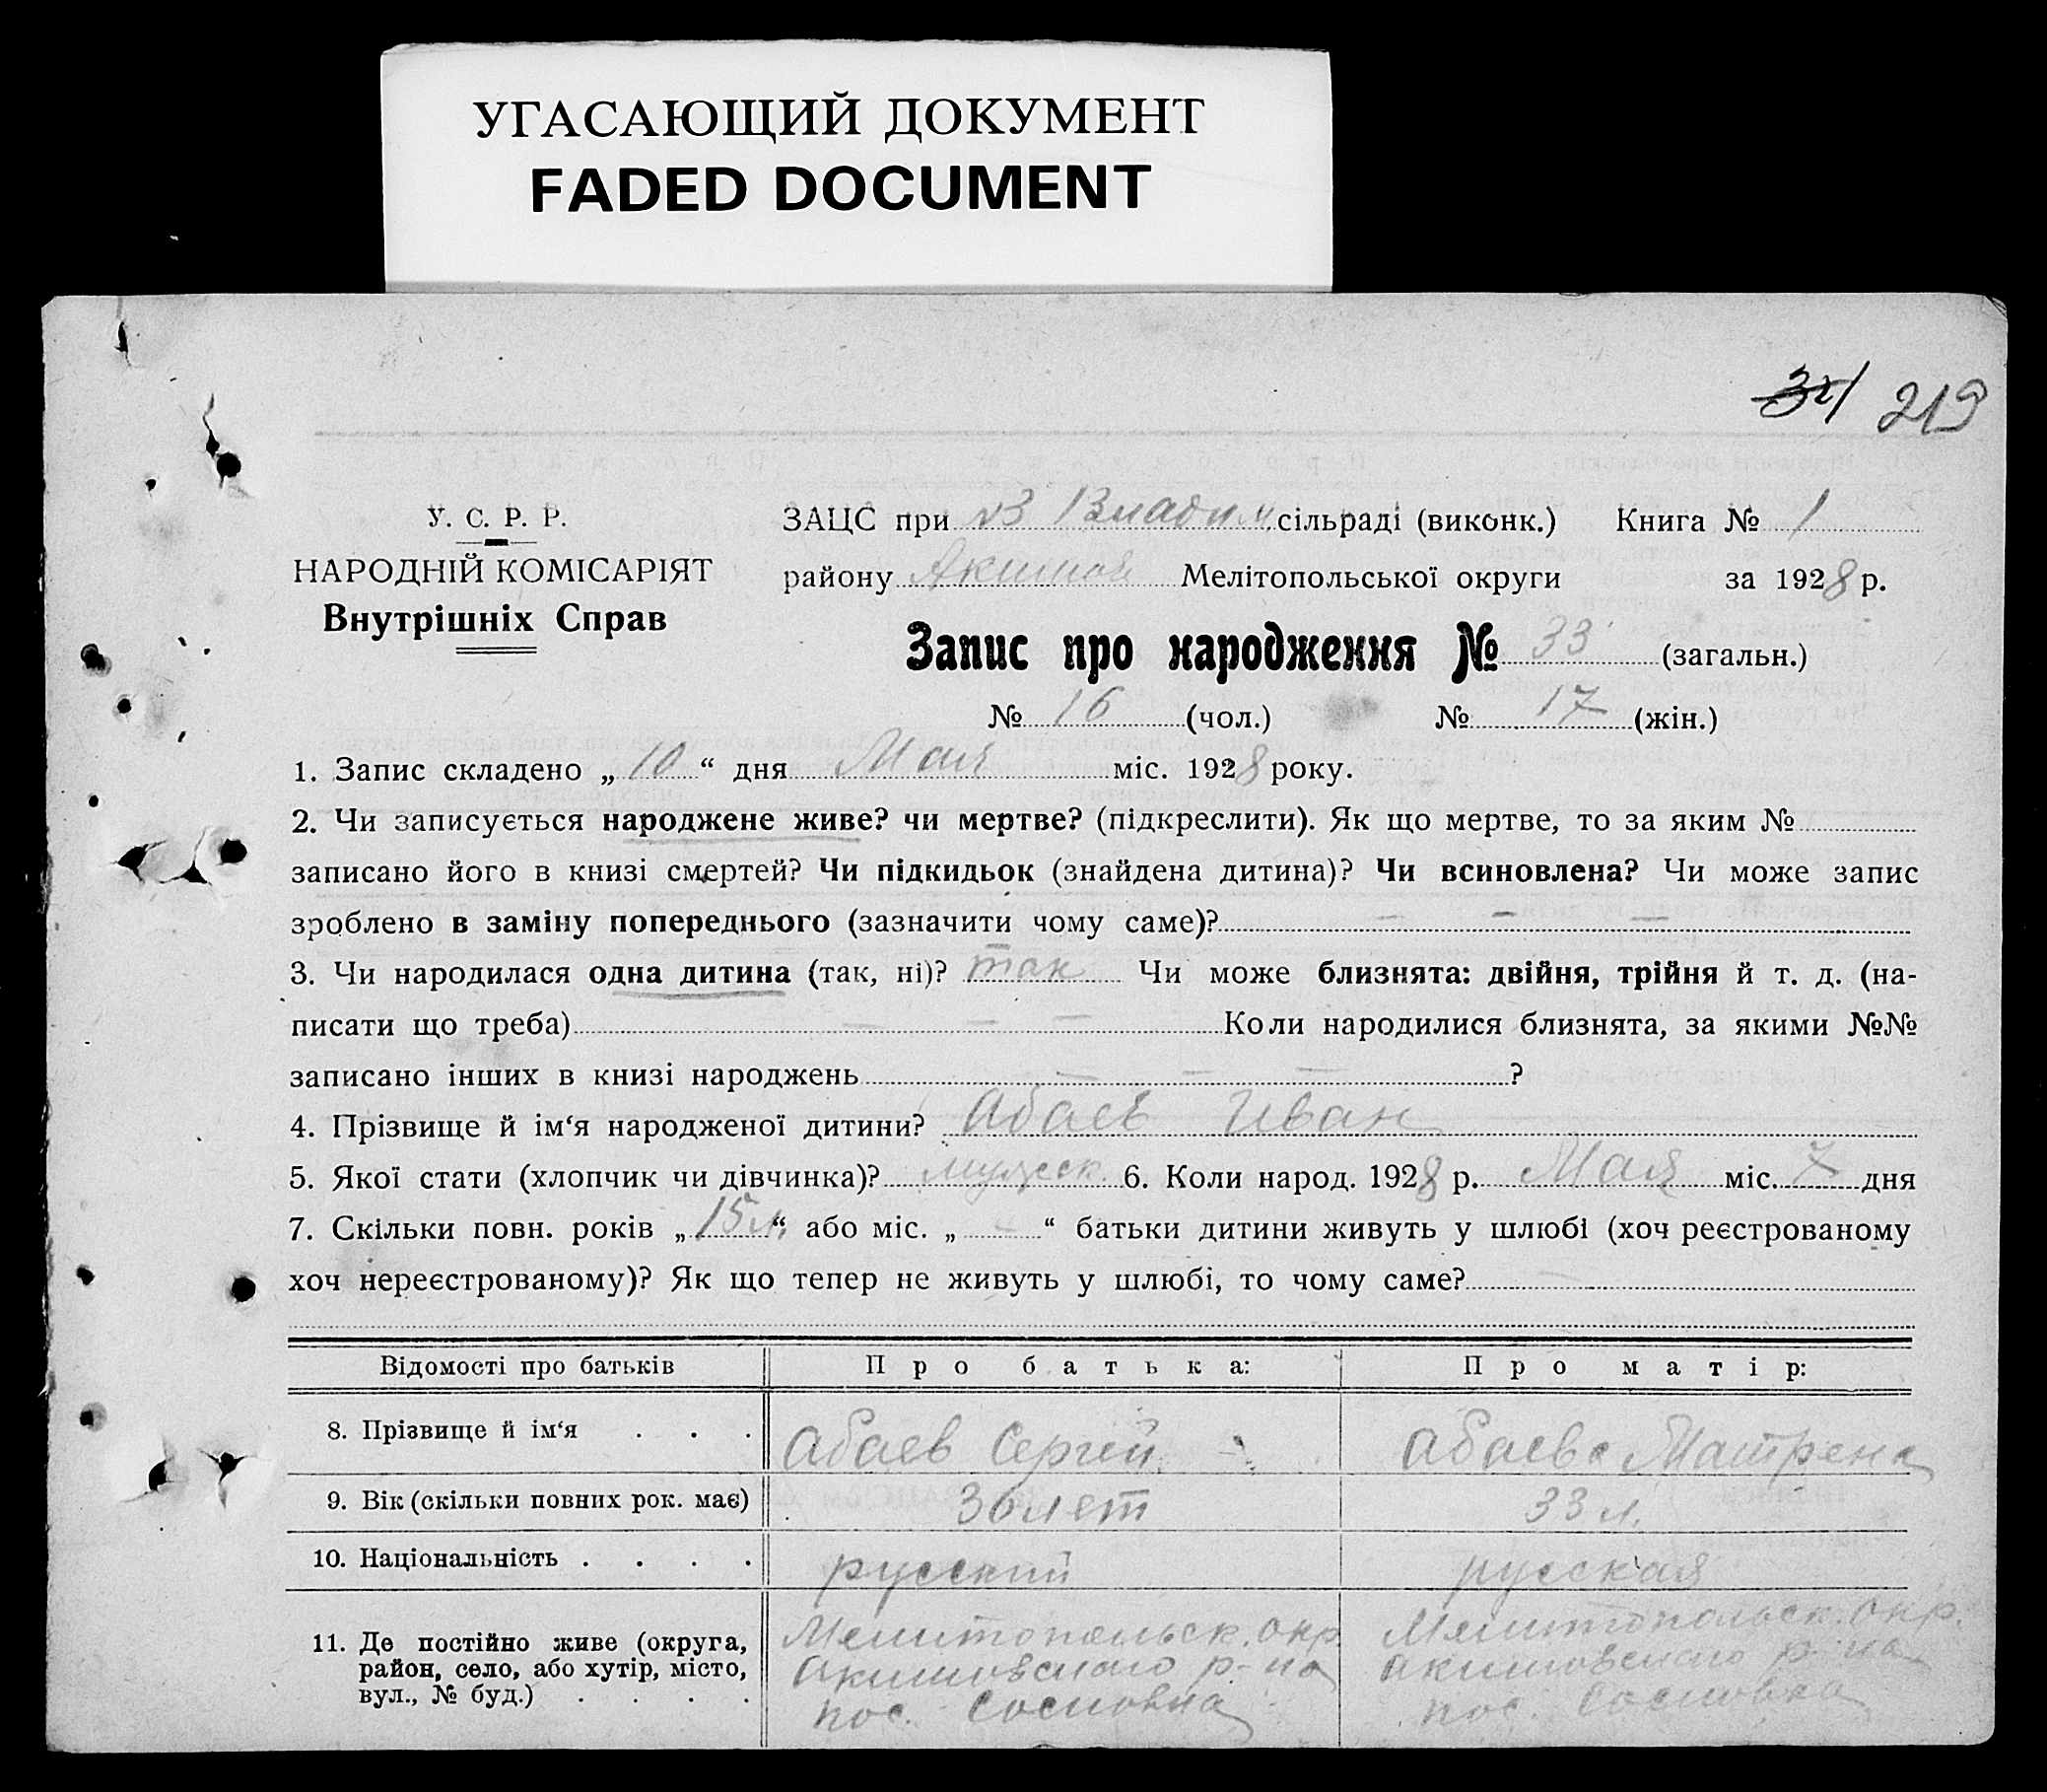 УГАСАЮЩИЙ ДОКУМЕНТ
FADED DOCUMENT
219
У. С. Р. Р.
НАРОДНІЙ КОМІСАРІЯТ
Внутрішніх Справ
ЗАЦС при №3 Владим сільраді (виконк.) Книга № 1
району Акимов Мелітопольської округи за 1928 р.
Запис про народження № 33 (загальн.)
№ 16 (чол.) № 17 (жін.)
1. Запис складено „10“ дня Мая міс. 1928 року.
2. Чи записується народжене живе? чи мертве? (підкреслити). Як що мертве, то за яким №
записано його в книзі смертей? Чи підкидьок (знайдена дитина)? Чи всиновлена? Чи може запис
зроблено в заміну попереднього (зазначити чому саме)? — — —
3. Чи народилася одна дитина (так, ні)? так Чи може близнята: двійня, трійня й т. д. (на-
писати що треба) — — — Коли народилися близнята, за якими №№
записано інших в книзі народжень — — — ?
4. Прізвище й ім‘я народженої дитини? Абаев Иван
5. Якої стати (хлопчик чи дівчинка)? мужск. 6. Коли народ. 1928 р. Мая міс. 7 дня
7. Скільки повн. років „15 л.“ або міс. „ — “ батьки дитини живуть у шлюбі (хоч реєстрованому
хоч нереєстрованому)? Як що тепер не живуть у шлюбі, то чому саме?
Відомості про батьків Про батька: Про матір:
8. Прізвище й ім‘я . . . Абаев Сергей Абаева Матрена
9. Вік (скільки повних рок. має) 36 лет 33 л.
10. Національність . . . . русский русская
11. Де постійно живе (округа, район, село, або хутір, місто, вул., № буд.) . . . .
Мелитопольск. окр. Акимовского р-на пос. Сосновка
Мелитопольск. окр. Акимовского р-на пос. Сосновка